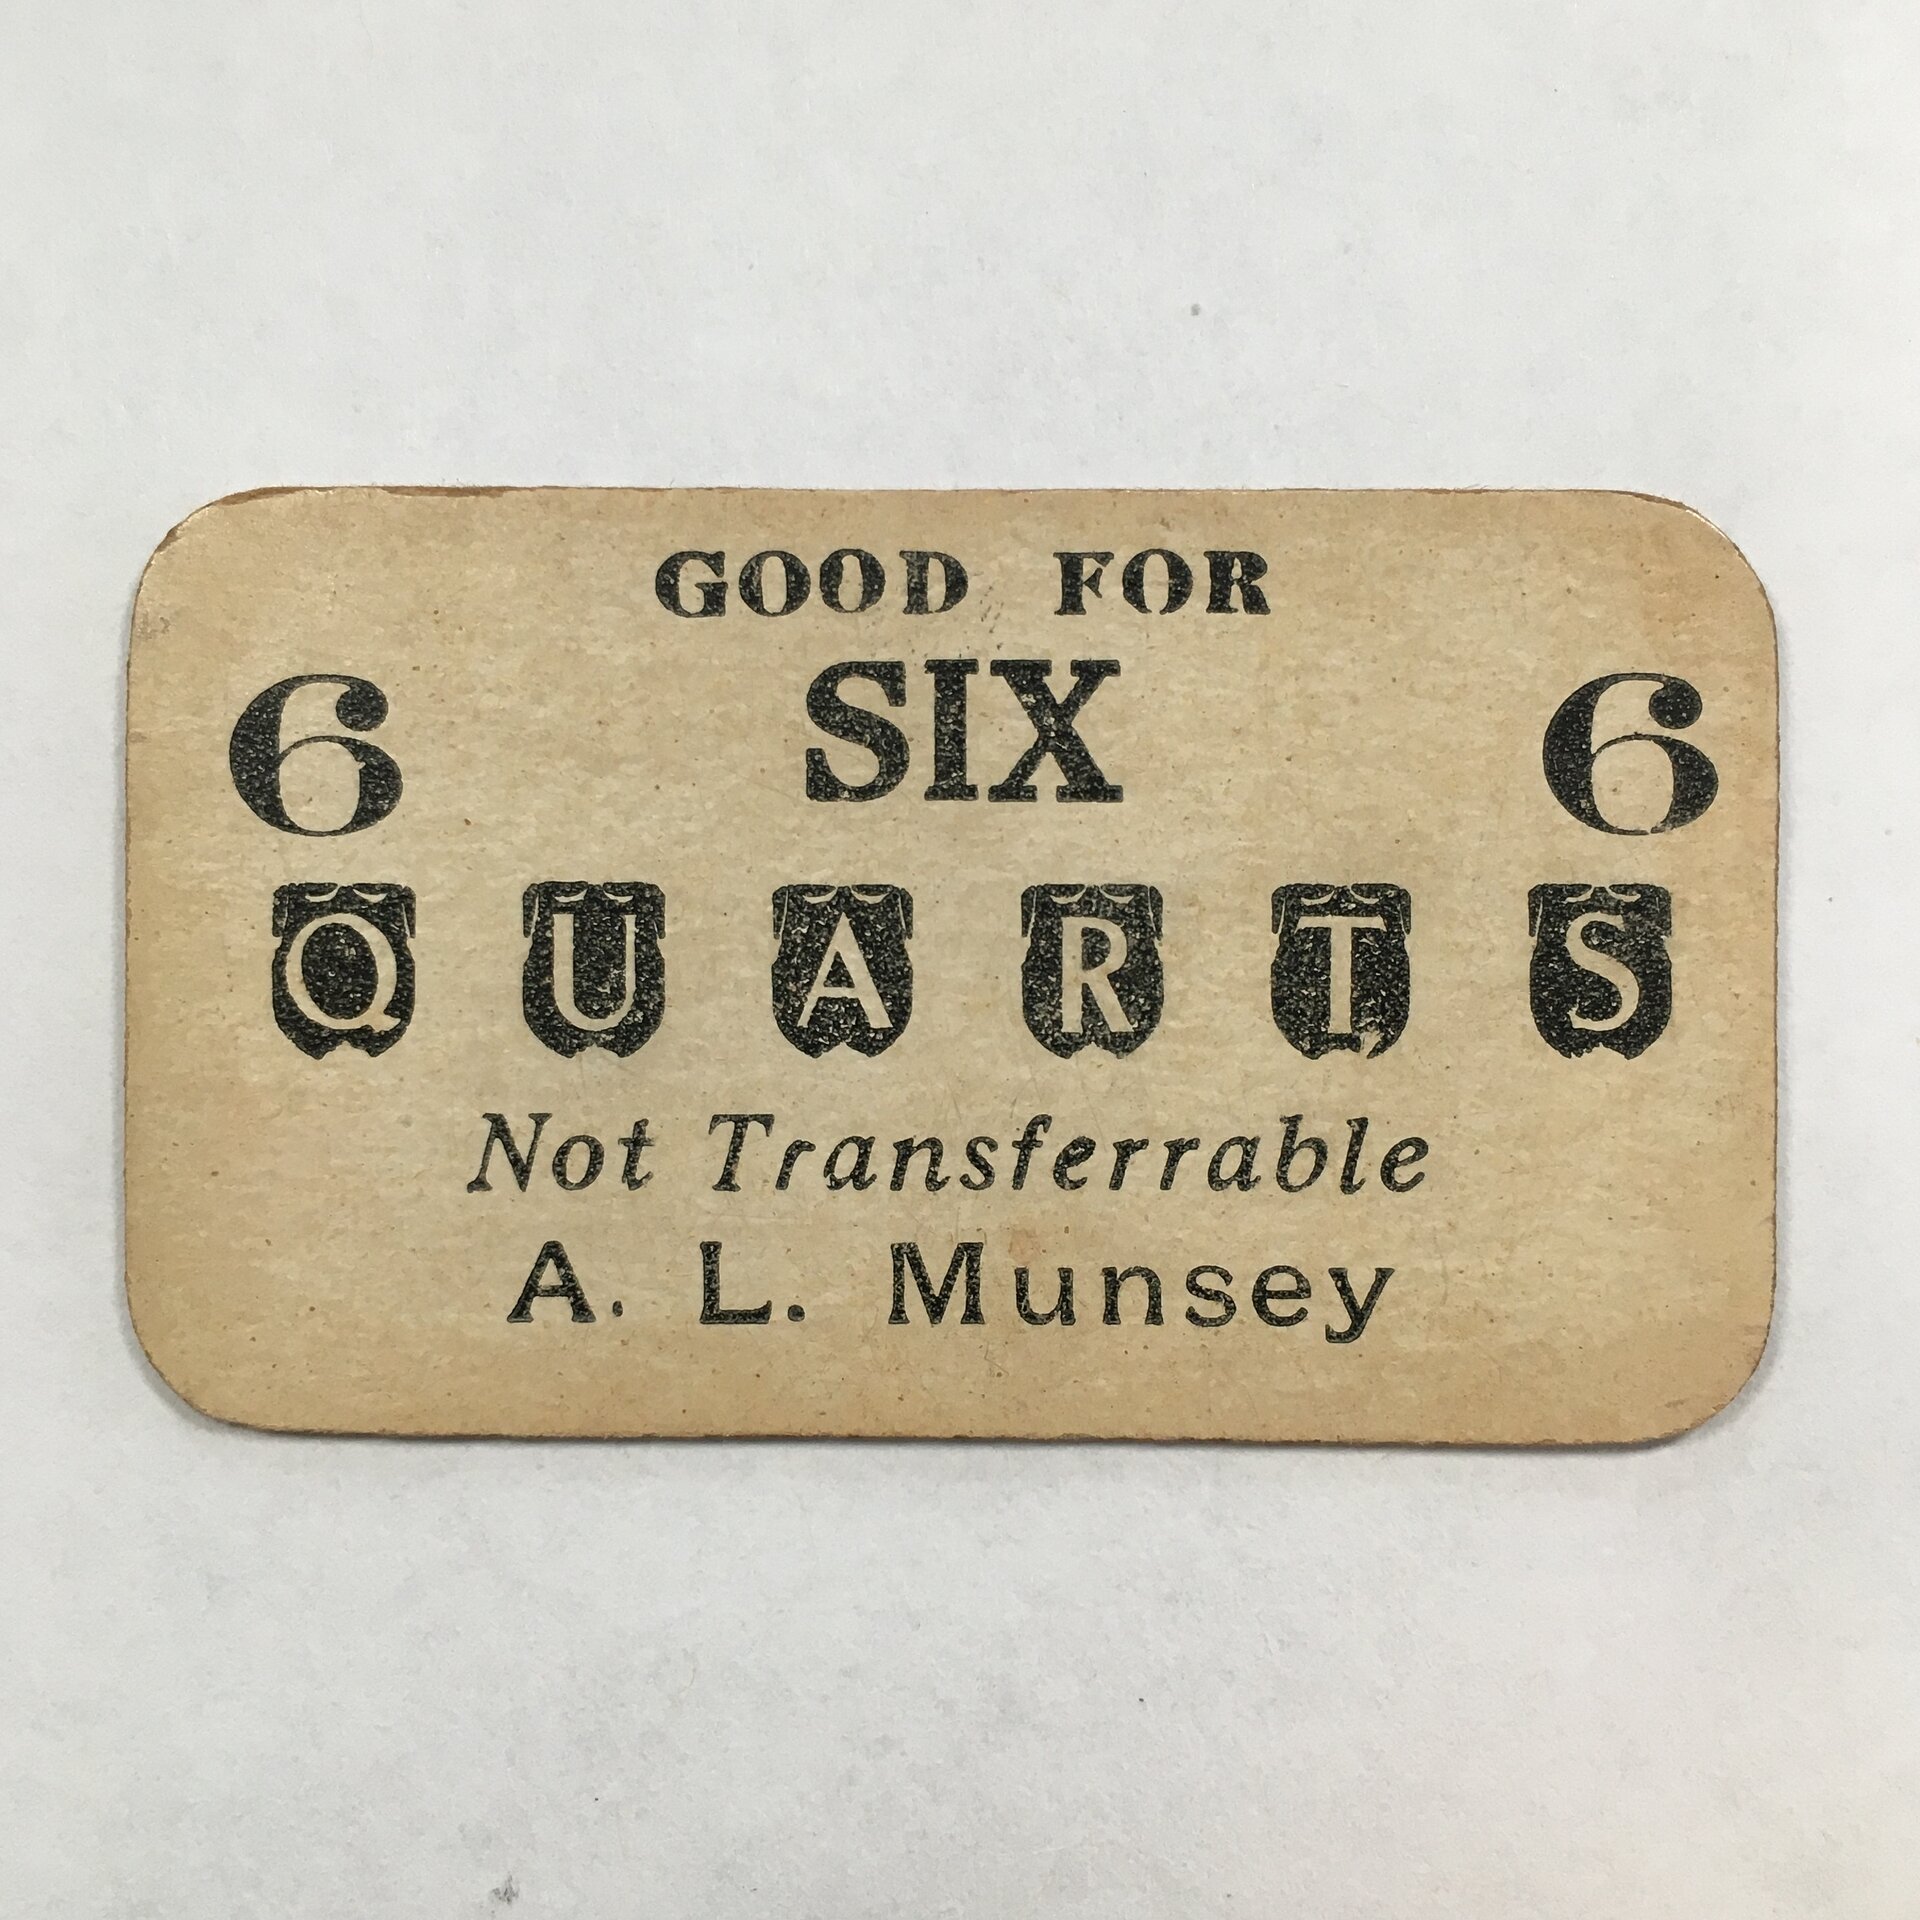 GOOD FOR
6 SIX 6
QUARTS
Not Transferrable
A. L. Munsey